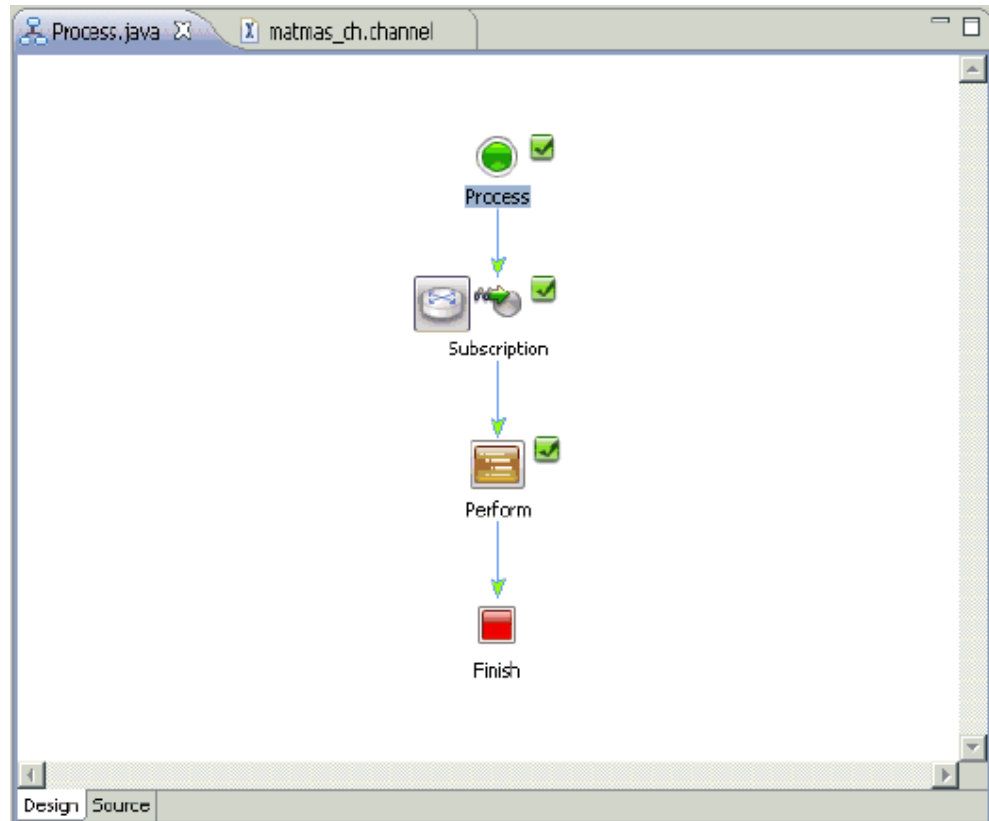 Process.java
matmas_ch.channel
Process
Subscription
Perform
Finish
Design
Source